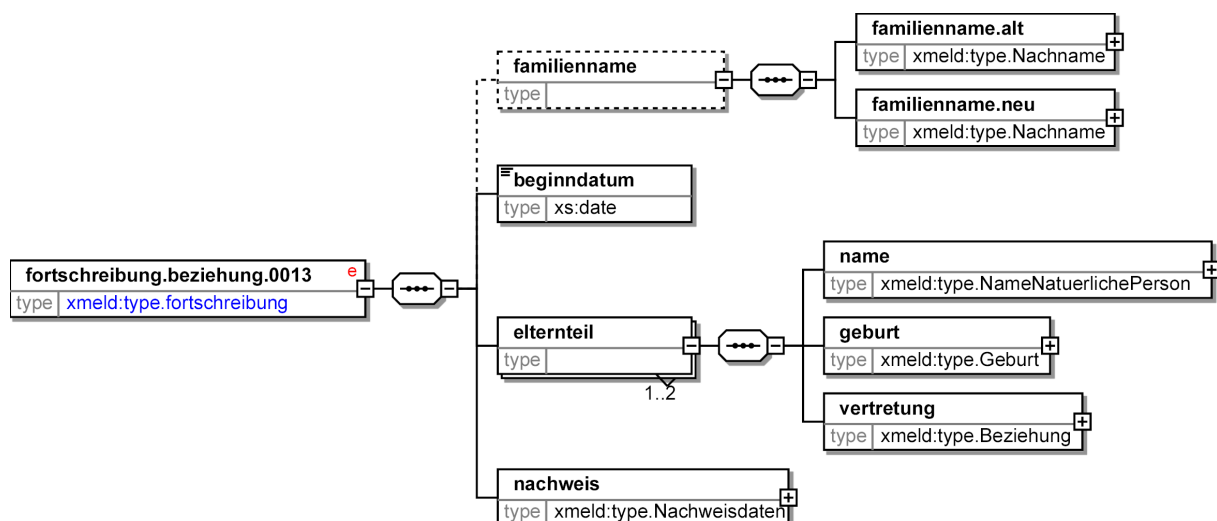 familienname.alt
type xmeld:type.Nachname
familienname
type
familienname.neu
type xmeld:type.Nachname
beginndatum
type xs:date
fortschreibung.beziehung.0013 e
type xmeld:type.fortschreibung
name
type xmeld:type.NameNatuerlichePerson
elternteil
type
1..2
geburt
type xmeld:type.Geburt
vertretung
type xmeld:type.Beziehung
nachweis
type xmeld:type.Nachweisdaten